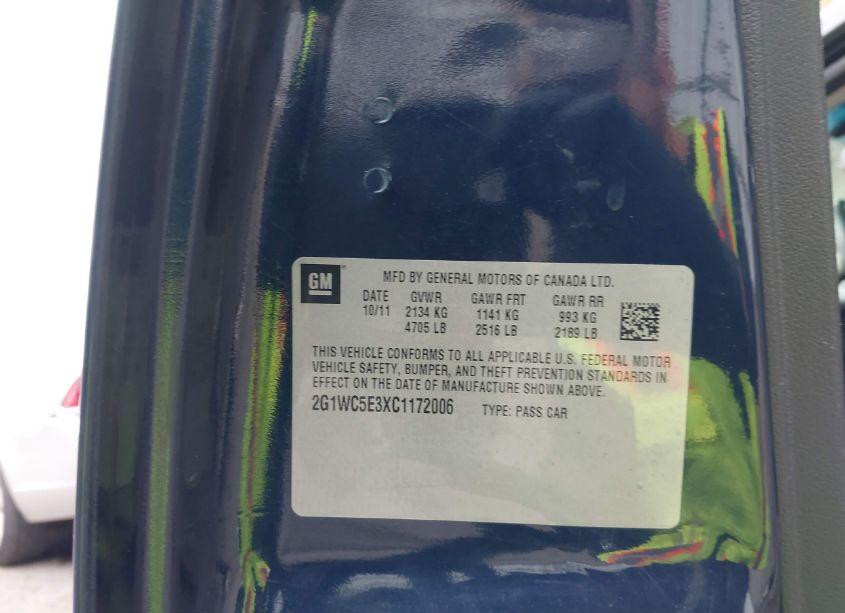 GM
MFD BY GENERAL MOTORS OF CANADA LTD.
DATE GVWR GAWR FRT GAWR RR
10/11 2134 KG 1141 KG 993 KG
4705 LB 2516 LB 2189 LB
THIS VEHICLE CONFORMS TO ALL APPLICABLE U.S. FEDERAL MOTOR
VEHICLE SAFETY, BUMPER, AND THEFT PREVENTION STANDARDS IN
EFFECT ON THE DATE OF MANUFACTURE SHOWN ABOVE.
2G1WC5E3XC1172006 TYPE: PASS CAR